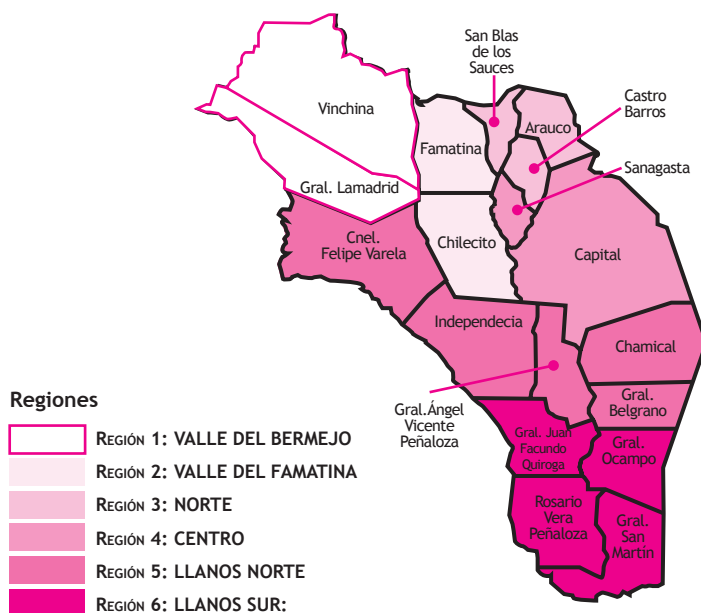 San Blas
de los
Sauces
Castro
Barros
Vinchina
Arauco
Famatina
Sanagasta
Gral. Lamadrid
Cnel.
Felipe Varela
Chilecito
Capital
Independecia
Chamical
Gral.
Belgrano
Gral.Ángel
Vicente
Peñaloza
Gral. Juan
Facundo
Quiroga
Gral.
Ocampo
Rosario
Vera
Peñaloza
Gral.
San
Martín
Regiones
REGIÓN 1: VALLE DEL BERMEJO
REGIÓN 2: VALLE DEL FAMATINA
REGIÓN 3: NORTE
REGIÓN 4: CENTRO
REGIÓN 5: LLANOS NORTE
REGIÓN 6: LLANOS SUR: